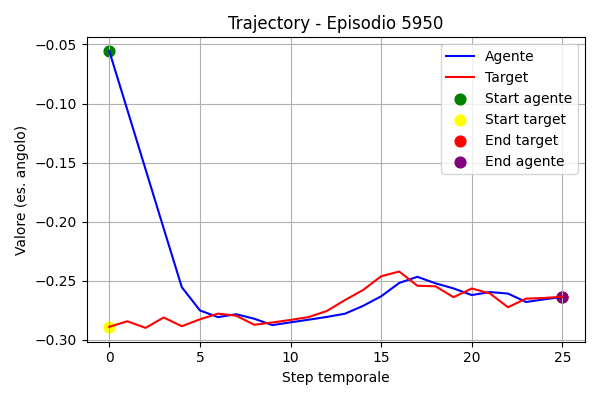 Trajectory - Episodio 5950
Valore (es. angolo)
−0.05
−0.10
−0.15
−0.20
−0.25
−0.30
Agente
Target
Start agente
Start target
End target
End agente
0
5
10
15
20
25
Step temporale